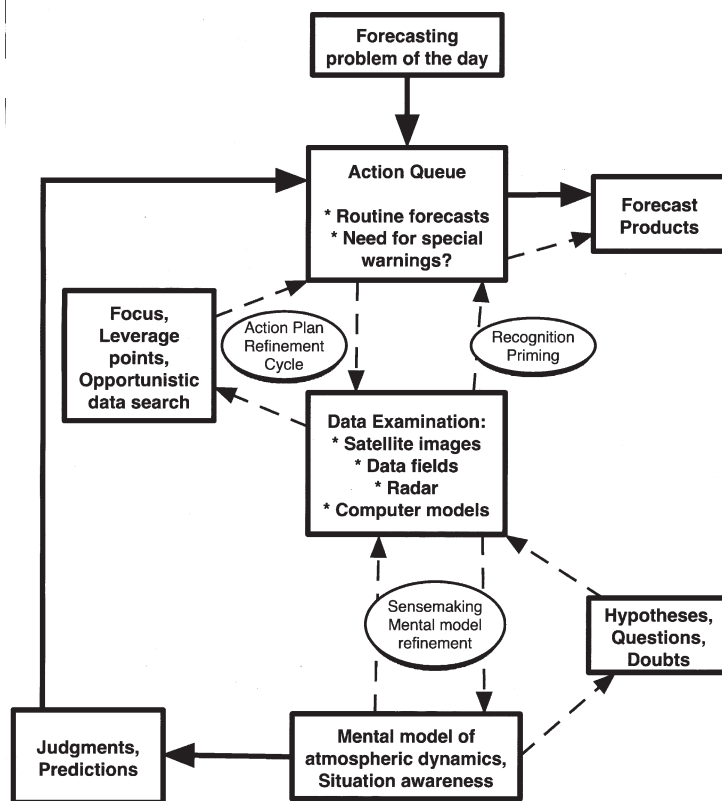 Forecasting
problem of the day
Action Queue
* Routine forecasts
* Need for special
warnings?
Forecast
Products
Focus,
Leverage
points,
Opportunistic
data search
Action Plan
Refinement
Cycle
Recognition
Priming
Data Examination:
* Satellite images
* Data fields
* Radar
* Computer models
Sensemaking
Mental model
refinement
Hypotheses,
Questions,
Doubts
Judgments,
Predictions
Mental model of
atmospheric dynamics,
Situation awareness